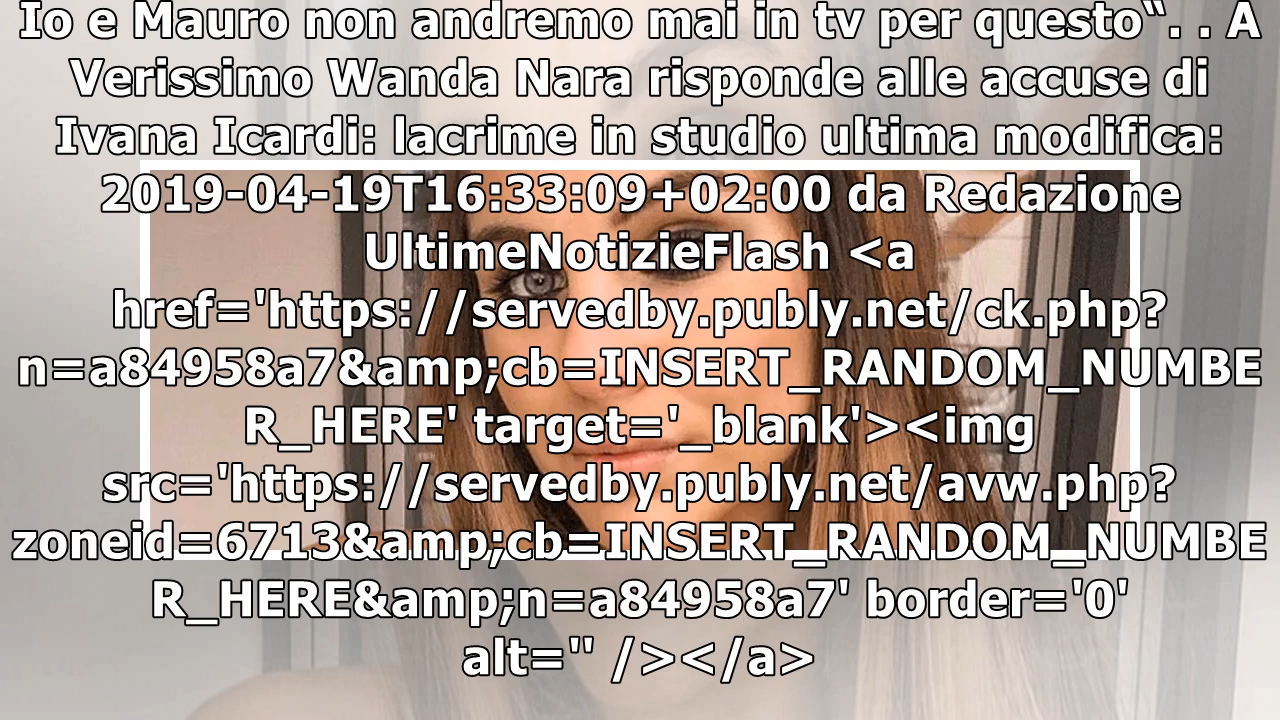 Io e Mauro non andremo mai in tv per questo“. . A
Verissimo Wanda Nara risponde alle accuse di
Ivana Icardi: lacrime in studio ultima modifica:
2019-04-19T16:33:09+02:00 da Redazione
UltimeNotizieFlash <a
href='https://servedby.publy.net/ck.php?
n=a84958a7&amp;cb=INSERT_RANDOM_NUMBE
R_HERE' target='_blank'><img
src='https://servedby.publy.net/avw.php?
zoneid=6713&amp;cb=INSERT_RANDOM_NUMBE
R_HERE&amp;n=a84958a7' border='0'
alt='' /></a>